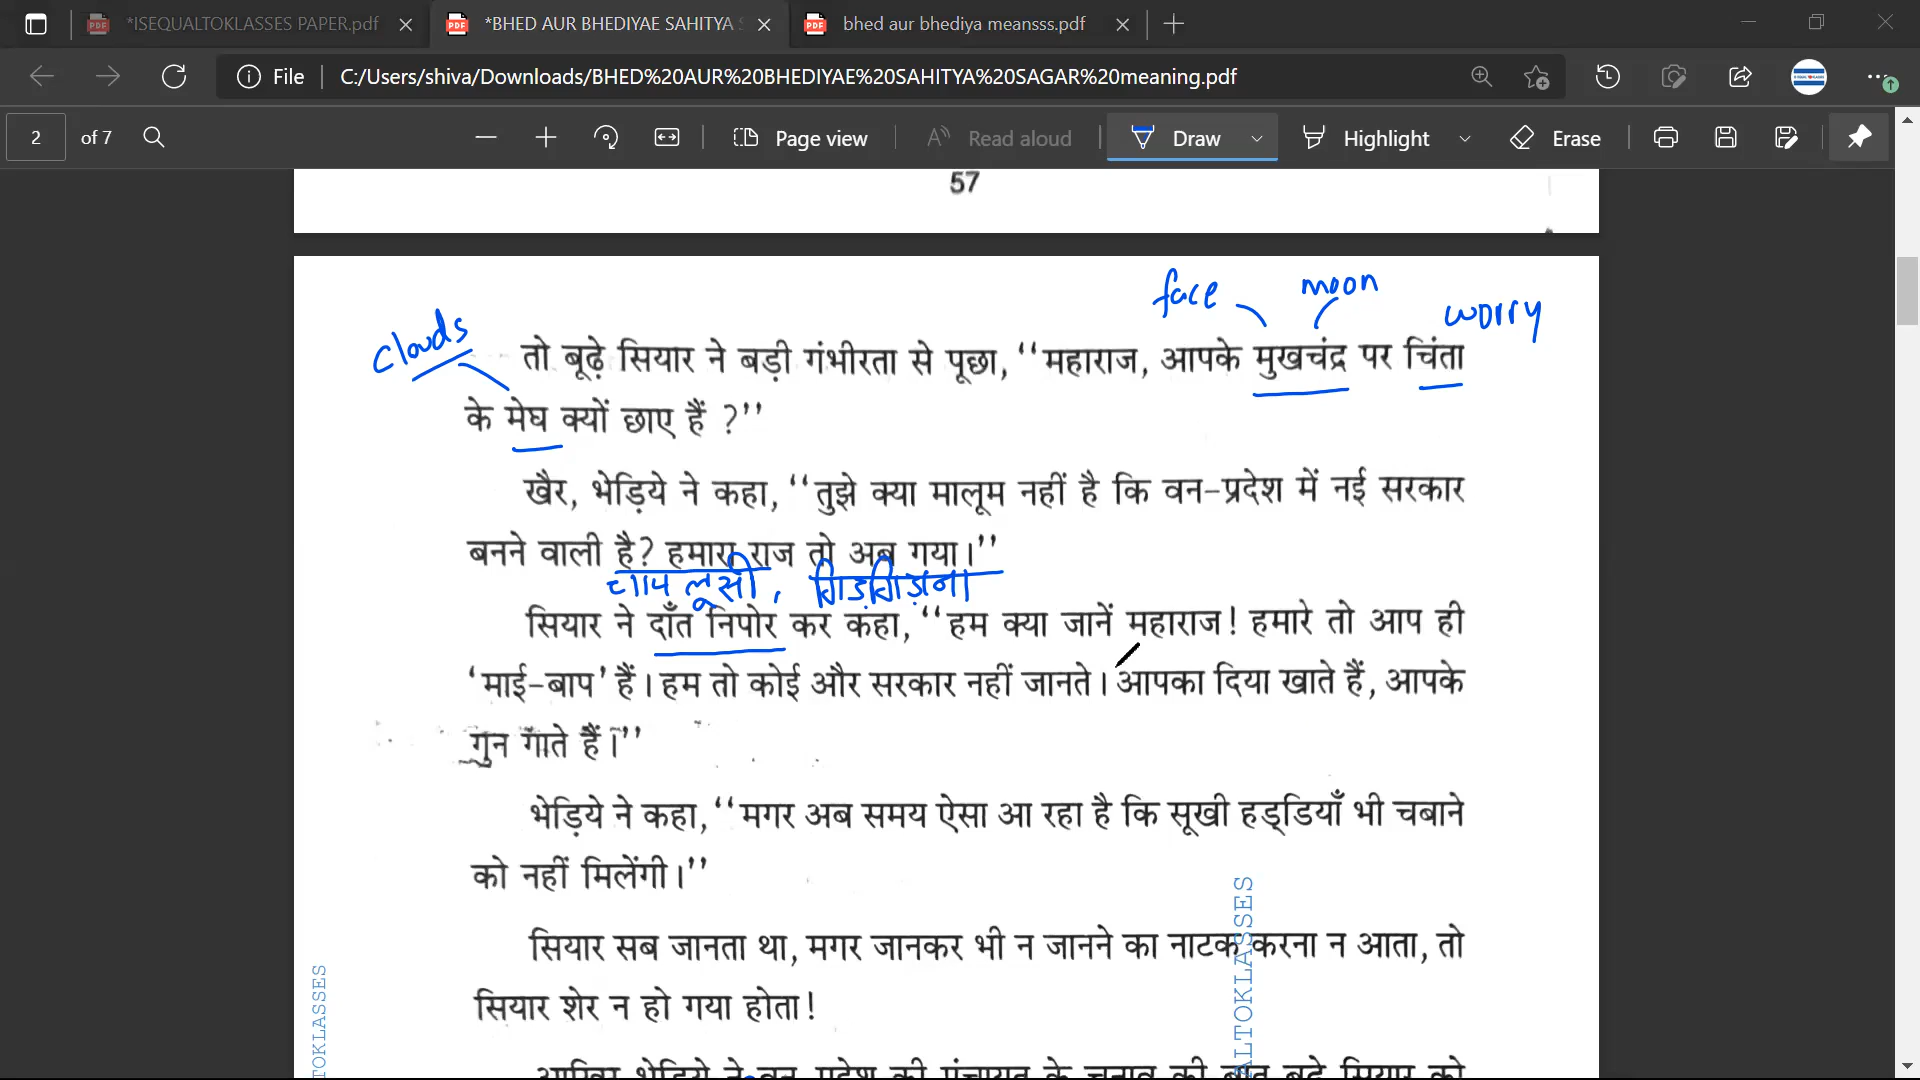 *ISEQUALTOKLASSES PAPER.pdf
*BHED AUR BHEDIYAE SAHITYA S
bhed aur bhediya meansss.pdf
File
C:/Users/shiva/Downloads/BHED%20AUR%20BHEDIYAE%20SAHITYA%20SAGAR%20meaning.pdf
2 of 7
Page view
Read aloud
Draw
Highlight
Erase
57
face moon worry
clouds
तो बूढ़े सियार ने बड़ी गंभीरता से पूछा, ‘‘महाराज, आपके मुखचंद्र पर चिंता
के मेघ क्यों छाए हैं ?’’
खैर, भेड़िये ने कहा, ‘‘तुझे क्या मालूम नहीं है कि वन-प्रदेश में नई सरकार
बनने वाली है? हमारा राज तो अब गया।’’
चापलूसी, गिड़गिड़ाना
सियार ने दाँत निपोर कर कहा, ‘‘हम क्या जानें महाराज! हमारे तो आप ही
‘माई-बाप’ हैं। हम तो कोई और सरकार नहीं जानते। आपका दिया खाते हैं, आपके
गुन गाते हैं।’’
भेड़िये ने कहा, ‘‘मगर अब समय ऐसा आ रहा है कि सूखी हड्डियाँ भी चबाने
को नहीं मिलेंगी।’’
सियार सब जानता था, मगर जानकर भी न जानने का नाटक करना न आता, तो
सियार शेर न हो गया होता!
TOKLASSES
ALTOKLASSES